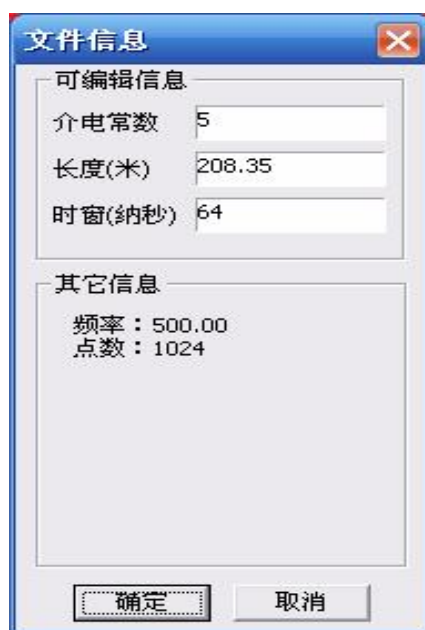 文件信息
可编辑信息
介电常数 5
长度(米) 208.35
时窗(纳秒) 64
其它信息
频率：500.00
点数：1024
确定 取消